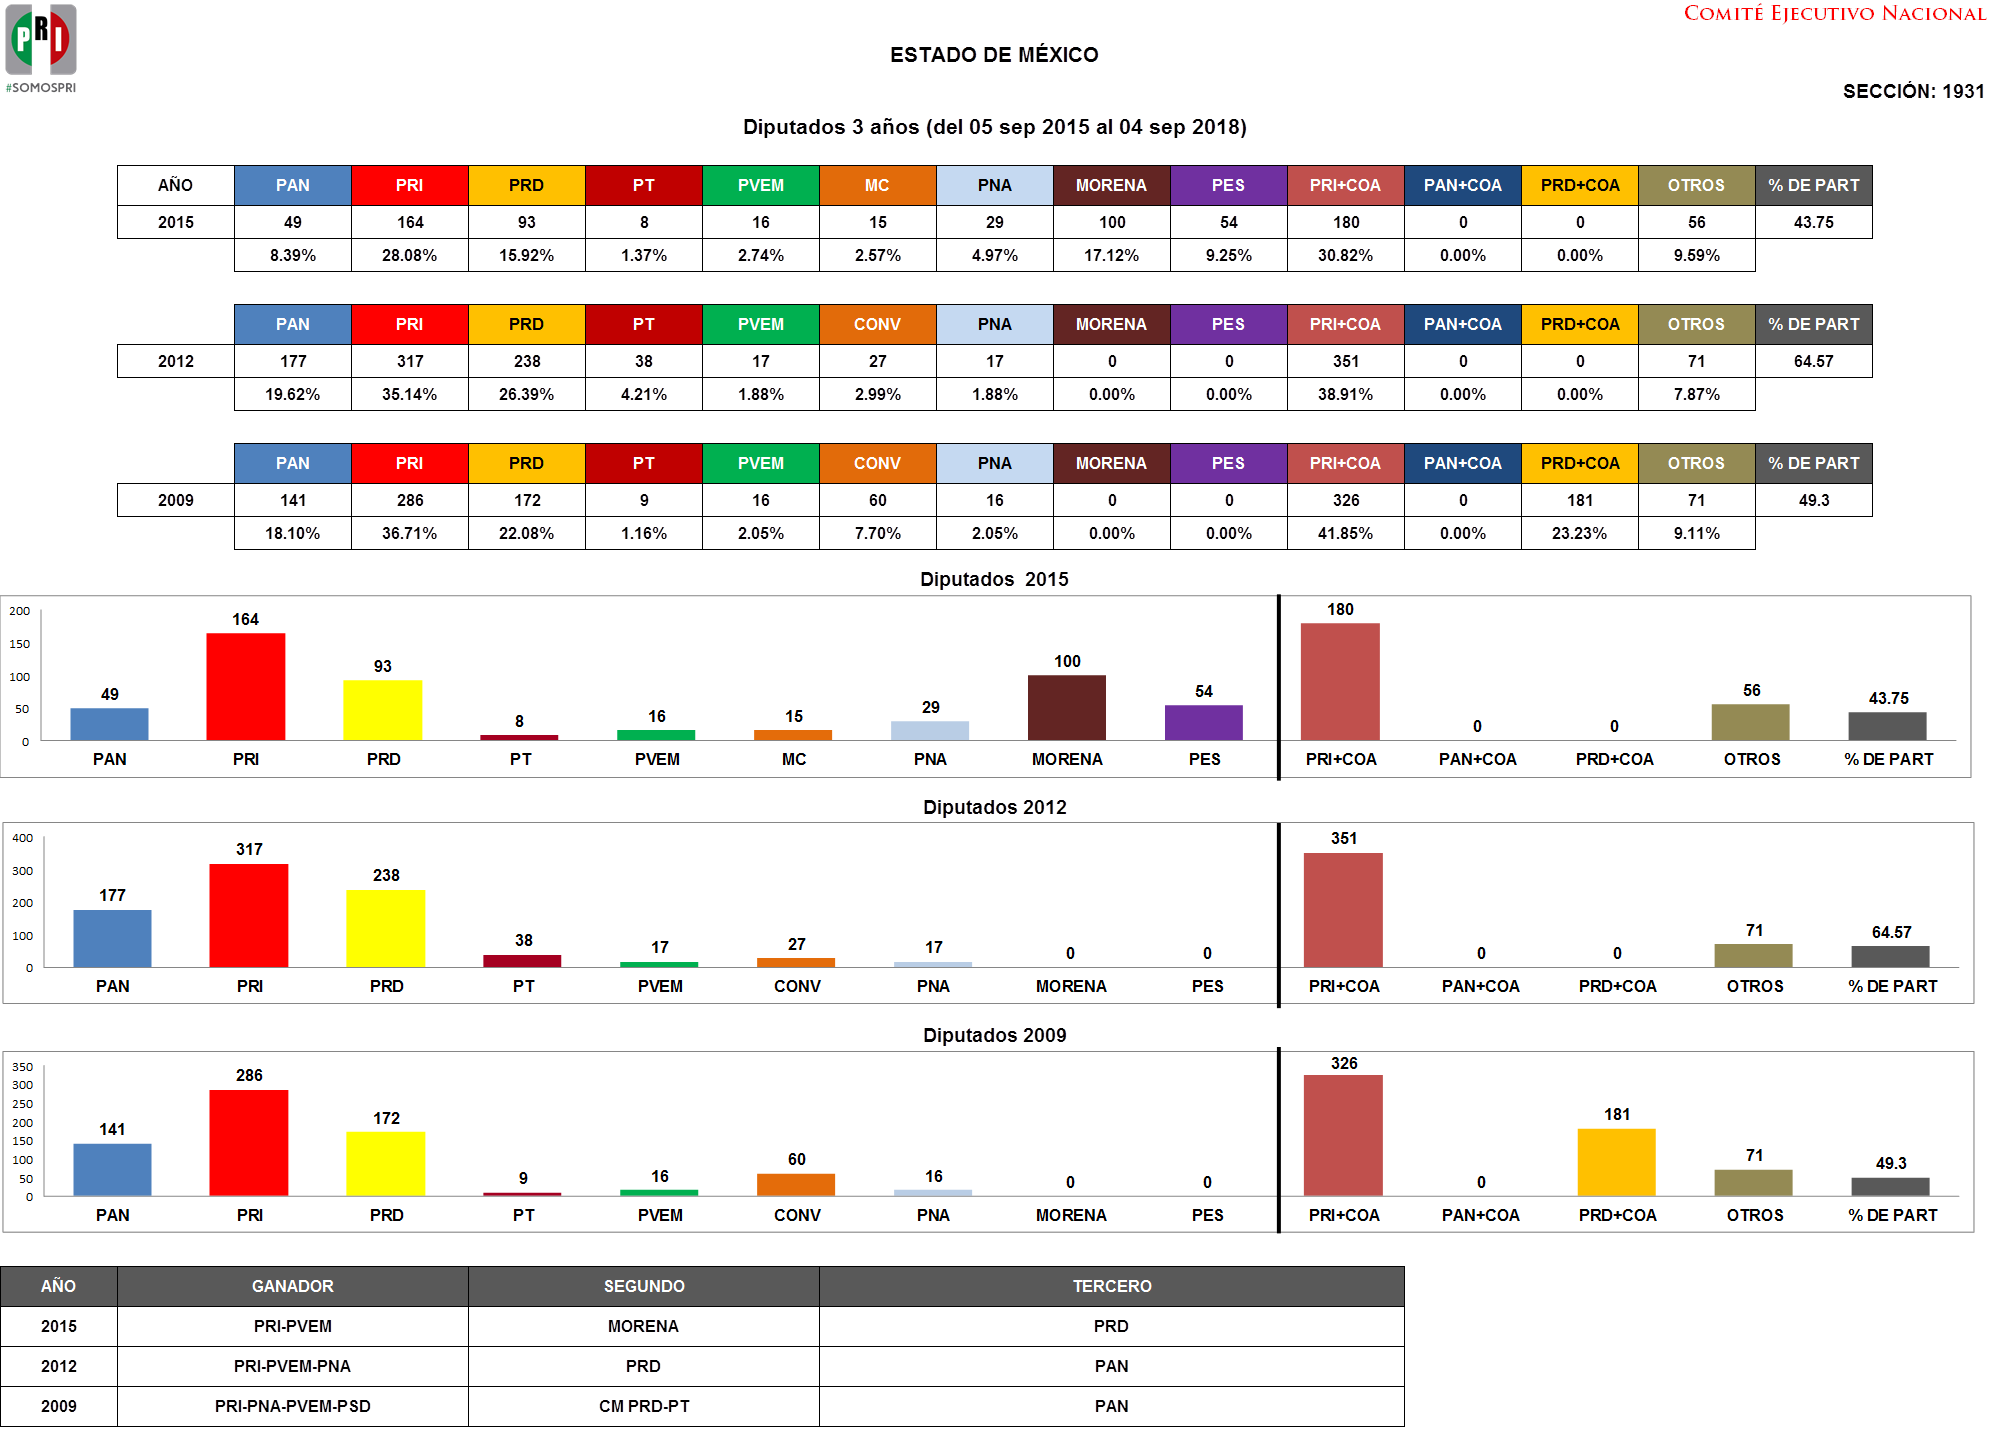 PRI
#SOMOSPRI
COMITÉ EJECUTIVO NACIONAL
ESTADO DE MÉXICO
SECCIÓN: 1931
Diputados 3 años (del 05 sep 2015 al 04 sep 2018)
AÑO PAN PRI PRD PT PVEM MC PNA MORENA PES PRI+COA PAN+COA PRD+COA OTROS % DE PART
2015 49 164 93 8 16 15 29 100 54 180 0 0 56 43.75
8.39% 28.08% 15.92% 1.37% 2.74% 2.57% 4.97% 17.12% 9.25% 30.82% 0.00% 0.00% 9.59%
PAN PRI PRD PT PVEM CONV PNA MORENA PES PRI+COA PAN+COA PRD+COA OTROS % DE PART
2012 177 317 238 38 17 27 17 0 0 351 0 0 71 64.57
19.62% 35.14% 26.39% 4.21% 1.88% 2.99% 1.88% 0.00% 0.00% 38.91% 0.00% 0.00% 7.87%
PAN PRI PRD PT PVEM CONV PNA MORENA PES PRI+COA PAN+COA PRD+COA OTROS % DE PART
2009 141 286 172 9 16 60 16 0 0 326 0 181 71 49.3
18.10% 36.71% 22.08% 1.16% 2.05% 7.70% 2.05% 0.00% 0.00% 41.85% 0.00% 23.23% 9.11%
Diputados 2015
200
150
100
50
0
49 164 93 8 16 15 29 100 54 180 0 0 56 43.75
PAN PRI PRD PT PVEM MC PNA MORENA PES PRI+COA PAN+COA PRD+COA OTROS % DE PART
Diputados 2012
400
300
200
100
0
177 317 238 38 17 27 17 0 0 351 0 0 71 64.57
PAN PRI PRD PT PVEM CONV PNA MORENA PES PRI+COA PAN+COA PRD+COA OTROS % DE PART
Diputados 2009
350
300
250
200
150
100
50
0
141 286 172 9 16 60 16 0 0 326 0 181 71 49.3
PAN PRI PRD PT PVEM CONV PNA MORENA PES PRI+COA PAN+COA PRD+COA OTROS % DE PART
AÑO GANADOR SEGUNDO TERCERO
2015 PRI-PVEM MORENA PRD
2012 PRI-PVEM-PNA PRD PAN
2009 PRI-PNA-PVEM-PSD CM PRD-PT PAN